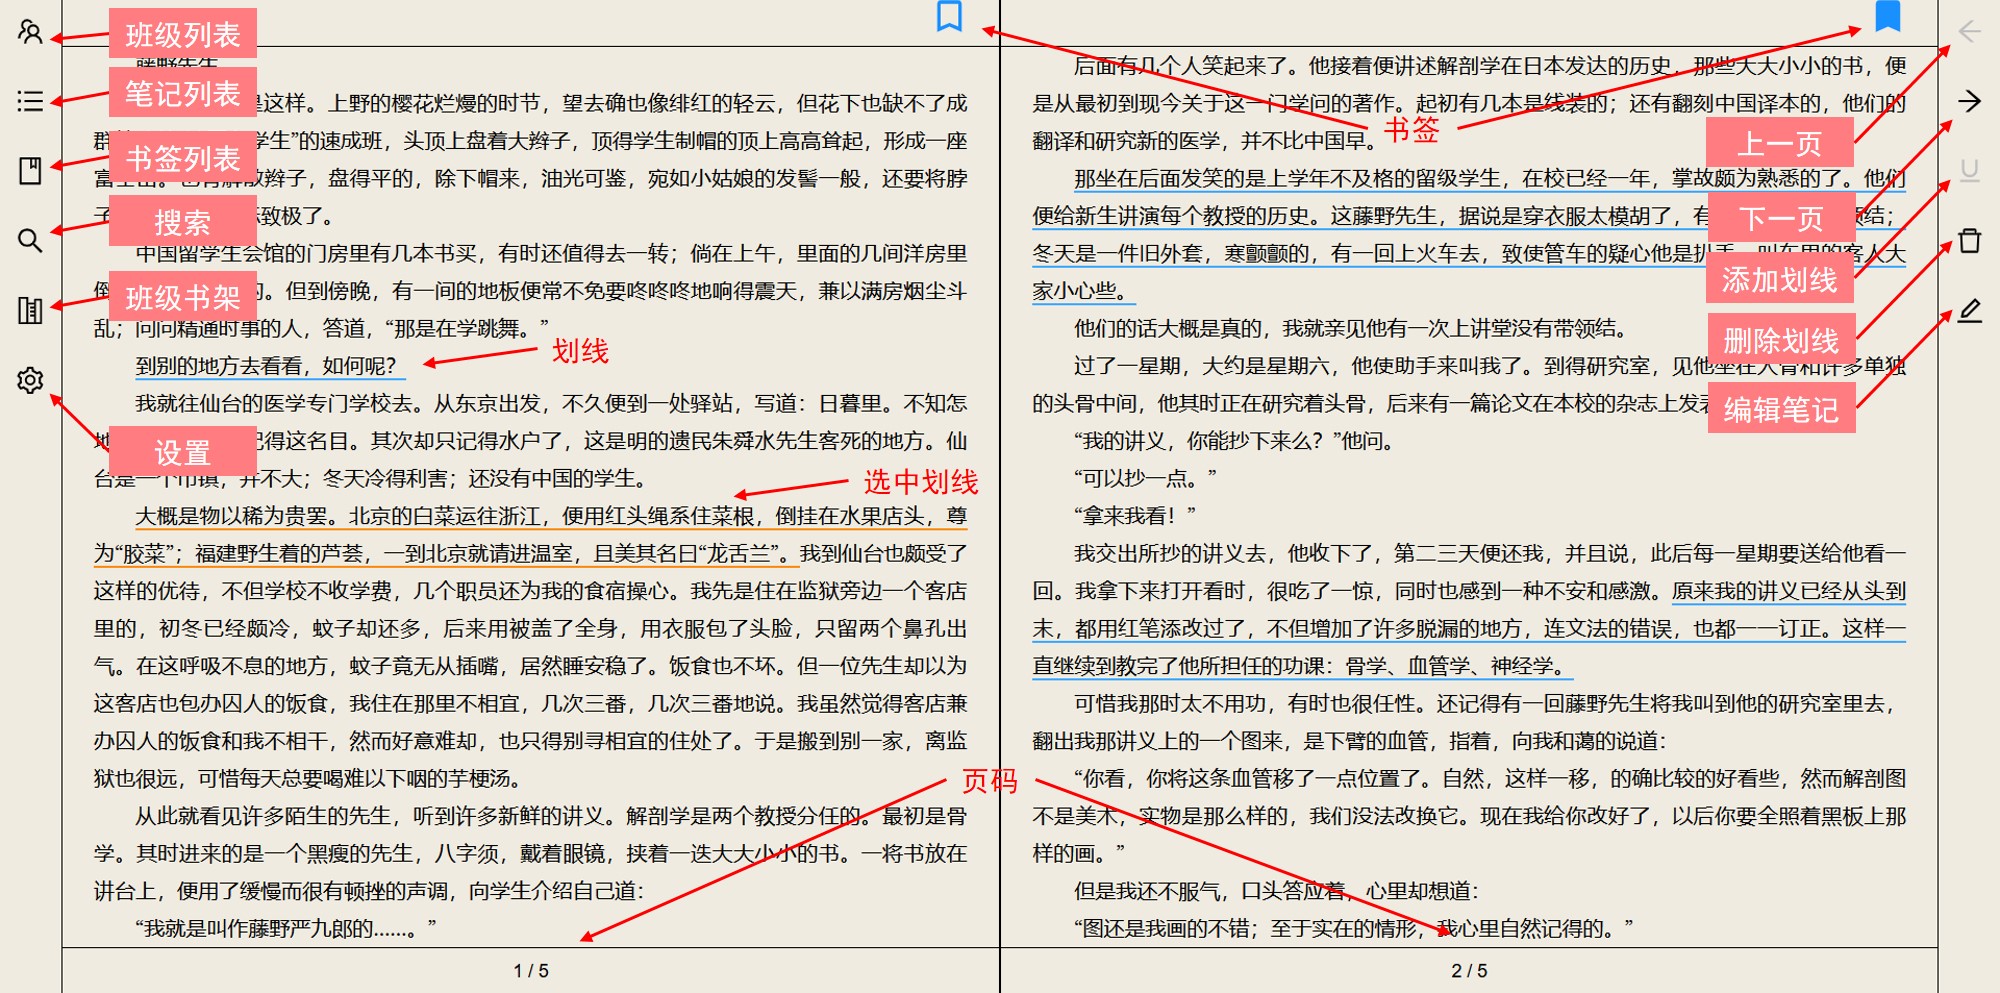 班级列表
笔记列表
书签列表
搜索
班级书架
设置
藤野先生
是这样。上野的樱花烂熳的时节，望去确也像绯红的轻云，但花下也缺不了成
群
学生”的速成班，头顶上盘着大辫子，顶得学生制帽的顶上高高耸起，形成一座
富士山。也有解散辫子，盘得平的，除下帽来，油光可鉴，宛如小姑娘的发髻一般，还要将脖
子
致极了。
中国留学生会馆的门房里有几本书买，有时还值得去一转；倘在上午，里面的几间洋房里
倒
的。但到傍晚，有一间的地板便常不免要咚咚咚地响得震天，兼以满房烟尘斗
乱；问问精通时事的人，答道，“那是在学跳舞。”
到别的地方去看看，如何呢？
划线
我就往仙台的医学专门学校去。从东京出发，不久便到一处驿站，写道：日暮里。不知怎
地
记得这名目。其次却只记得水户了，这是明的遗民朱舜水先生客死的地方。仙
台是一个市镇，并不大；冬天冷得利害；还没有中国的学生。
选中划线
大概是物以稀为贵罢。北京的白菜运往浙江，便用红头绳系住菜根，倒挂在水果店头，尊
为“胶菜”；福建野生着的芦荟，一到北京就请进温室，且美其名曰“龙舌兰”。我到仙台也颇受了
这样的优待，不但学校不收学费，几个职员还为我的食宿操心。我先是住在监狱旁边一个客店
里的，初冬已经颇冷，蚊子却还多，后来用被盖了全身，用衣服包了头脸，只留两个鼻孔出
气。在这呼吸不息的地方，蚊子竟无从插嘴，居然睡安稳了。饭食也不坏。但一位先生却以为
这客店也包办囚人的饭食，我住在那里不相宜，几次三番，几次三番地说。我虽然觉得客店兼
办囚人的饭食和我不相干，然而好意难却，也只得别寻相宜的住处了。于是搬到别一家，离监
狱也很远，可惜每天总要喝难以下咽的芋梗汤。
从此就看见许多陌生的先生，听到许多新鲜的讲义。解剖学是两个教授分任的。最初是骨
学。其时进来的是一个黑瘦的先生，八字须，戴着眼镜，挟着一迭大大小小的书。一将书放在
讲台上，便用了缓慢而很有顿挫的声调，向学生介绍自己道：
“我就是叫作藤野严九郎的……。”
1 / 5
书签
页码
后面有几个人笑起来了。他接着便讲述解剖学在日本发达的历史，那些大大小小的书，便
是从最初到现今关于这一门学问的著作。起初有几本是线装的；还有翻刻中国译本的，他们的
翻译和研究新的医学，并不比中国早。
那坐在后面发笑的是上学年不及格的留级学生，在校已经一年，掌故颇为熟悉的了。他们
便给新生讲演每个教授的历史。这藤野先生，据说是穿衣服太模胡了，有
领结；
冬天是一件旧外套，寒颤颤的，有一回上火车去，致使管车的疑心他是扒手，叫车里的客人大
家小心些。
他们的话大概是真的，我就亲见他有一次上讲堂没有带领结。
过了一星期，大约是星期六，他使助手来叫我了。到得研究室，见他坐在人骨和许多单独
的头骨中间，他其时正在研究着头骨，后来有一篇论文在本校的杂志上发表
“我的讲义，你能抄下来么？”他问。
“可以抄一点。”
“拿来我看！”
我交出所抄的讲义去，他收下了，第二三天便还我，并且说，此后每一星期要送给他看一
回。我拿下来打开看时，很吃了一惊，同时也感到一种不安和感激。原来我的讲义已经从头到
末，都用红笔添改过了，不但增加了许多脱漏的地方，连文法的错误，也都一一订正。这样一
直继续到教完了他所担任的功课：骨学、血管学、神经学。
可惜我那时太不用功，有时也很任性。还记得有一回藤野先生将我叫到他的研究室里去，
翻出我那讲义上的一个图来，是下臂的血管，指着，向我和蔼的说道：
“你看，你将这条血管移了一点位置了。自然，这样一移，的确比较的好看些，然而解剖图
不是美术，实物是那么样的，我们没法改换它。现在我给你改好了，以后你要全照着黑板上那
样的画。”
但是我还不服气，口头答应着，心里却想道：
“图还是我画的不错；至于实在的情形，我心里自然记得的。”
2 / 5
上一页
下一页
添加划线
删除划线
编辑笔记